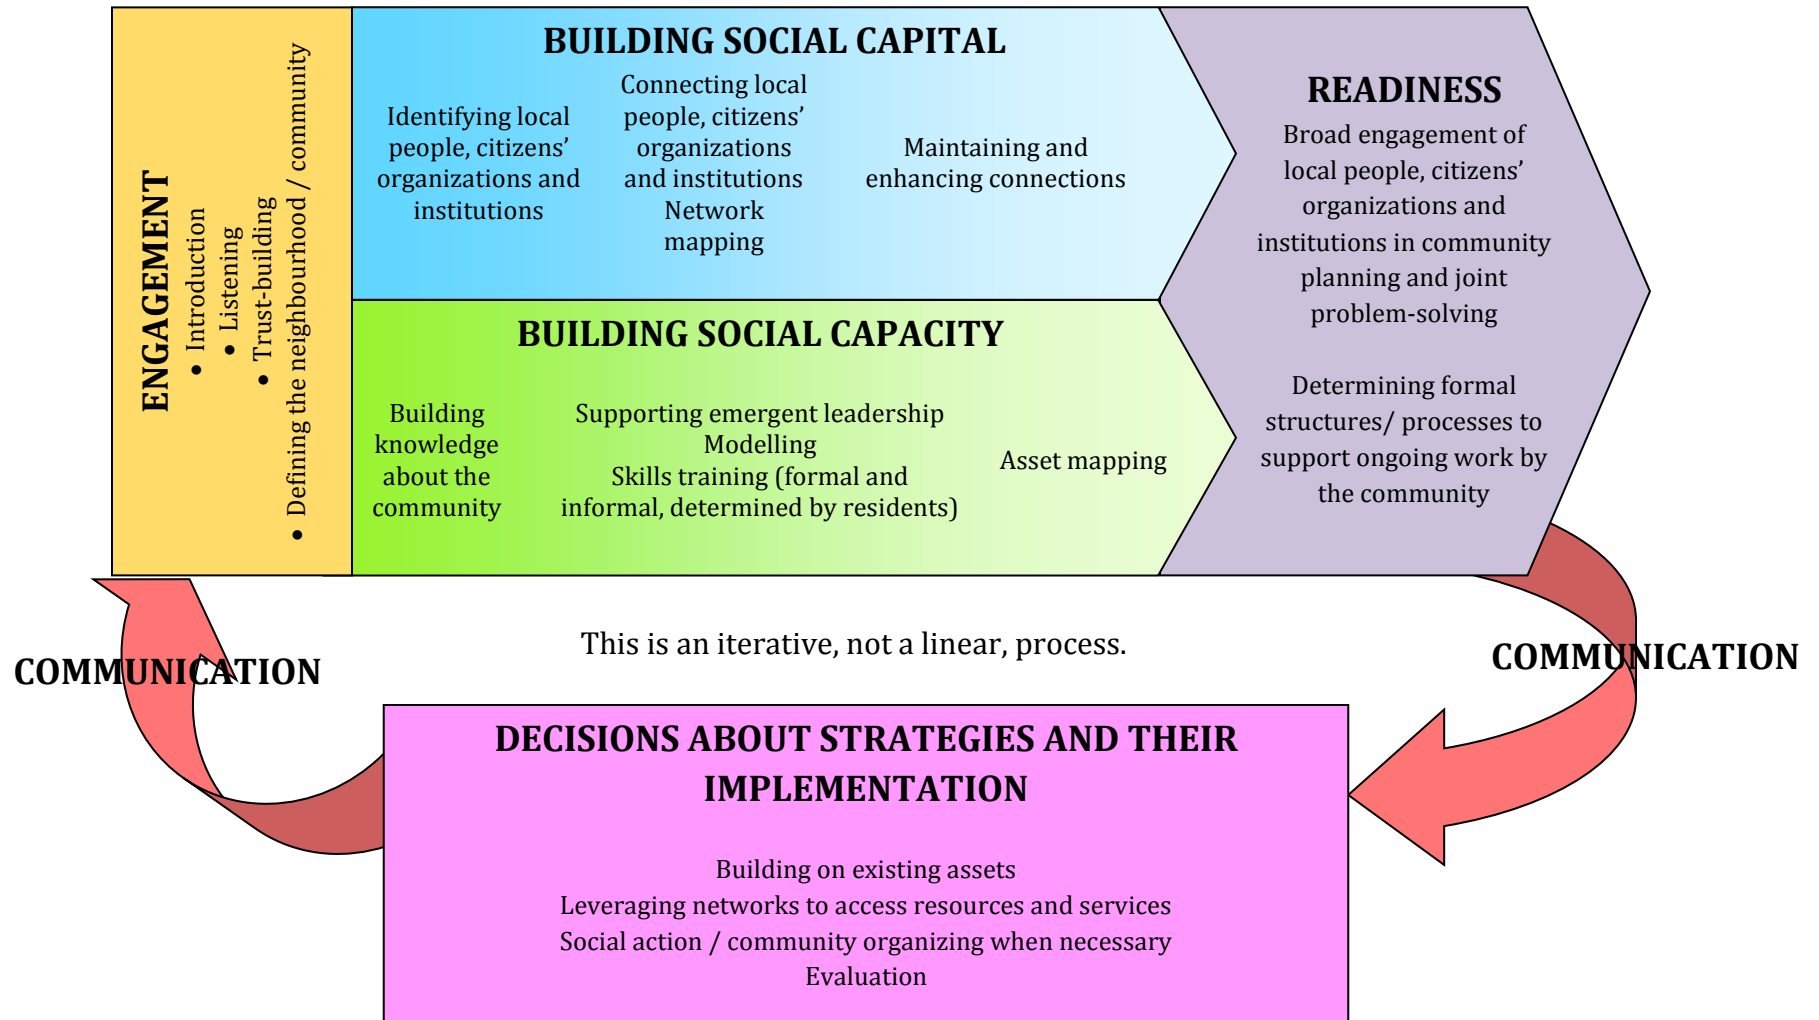 ENGAGEMENT
• Introduction
• Listening
• Trust-building
• Defining the neighbourhood / community
BUILDING SOCIAL CAPITAL
Identifying local
people, citizens’
organizations and
institutions
Connecting local
people, citizens’
organizations
and institutions
Network
mapping
Maintaining and
enhancing connections
BUILDING SOCIAL CAPACITY
Building
knowledge
about the
community
Supporting emergent leadership
Modelling
Skills training (formal and
informal, determined by residents)
Asset mapping
READINESS
Broad engagement of
local people, citizens’
organizations and
institutions in community
planning and joint
problem-solving
Determining formal
structures/ processes to
support ongoing work by
the community
This is an iterative, not a linear, process.
COMMUNICATION
COMMUNICATION
DECISIONS ABOUT STRATEGIES AND THEIR
IMPLEMENTATION
Building on existing assets
Leveraging networks to access resources and services
Social action / community organizing when necessary
Evaluation